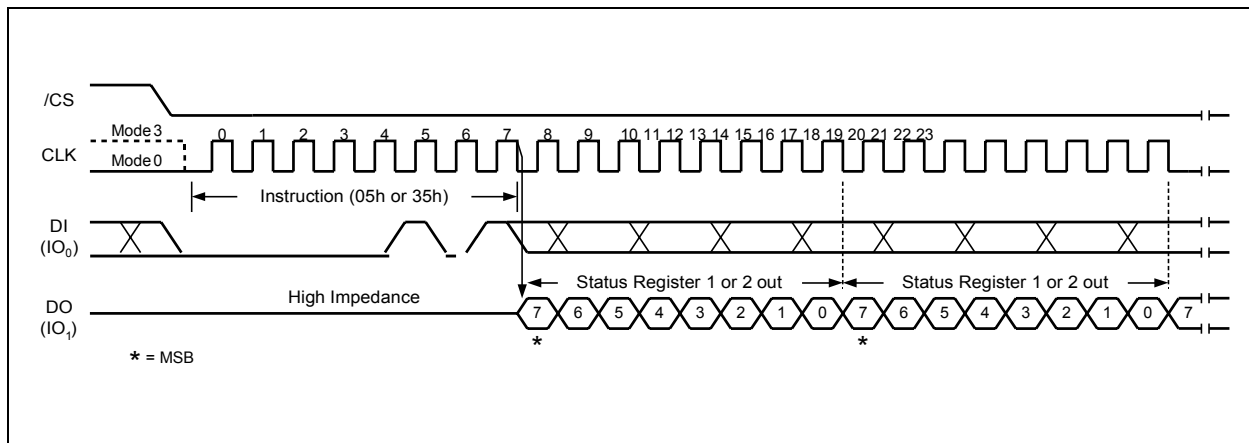 /CS
Mode 3
0 1 2 3 4 5 6 7 8 9 10 11 12 13 14 15 16 17 18 19 20 21 22 23
CLK
Mode 0
Instruction (05h or 35h)
DI
(IO0)
Status Register 1 or 2 out Status Register 1 or 2 out
High Impedance
DO
(IO1)
7 6 5 4 3 2 1 0 7 6 5 4 3 2 1 0 7
* *
* = MSB